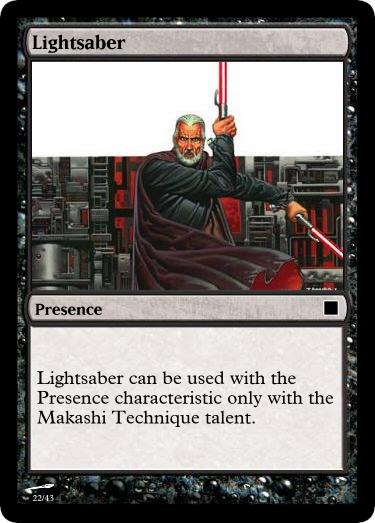 Lightsaber
Presence
Lightsaber can be used with the
Presence characteristic only with the
Makashi Technique talent.
22/43